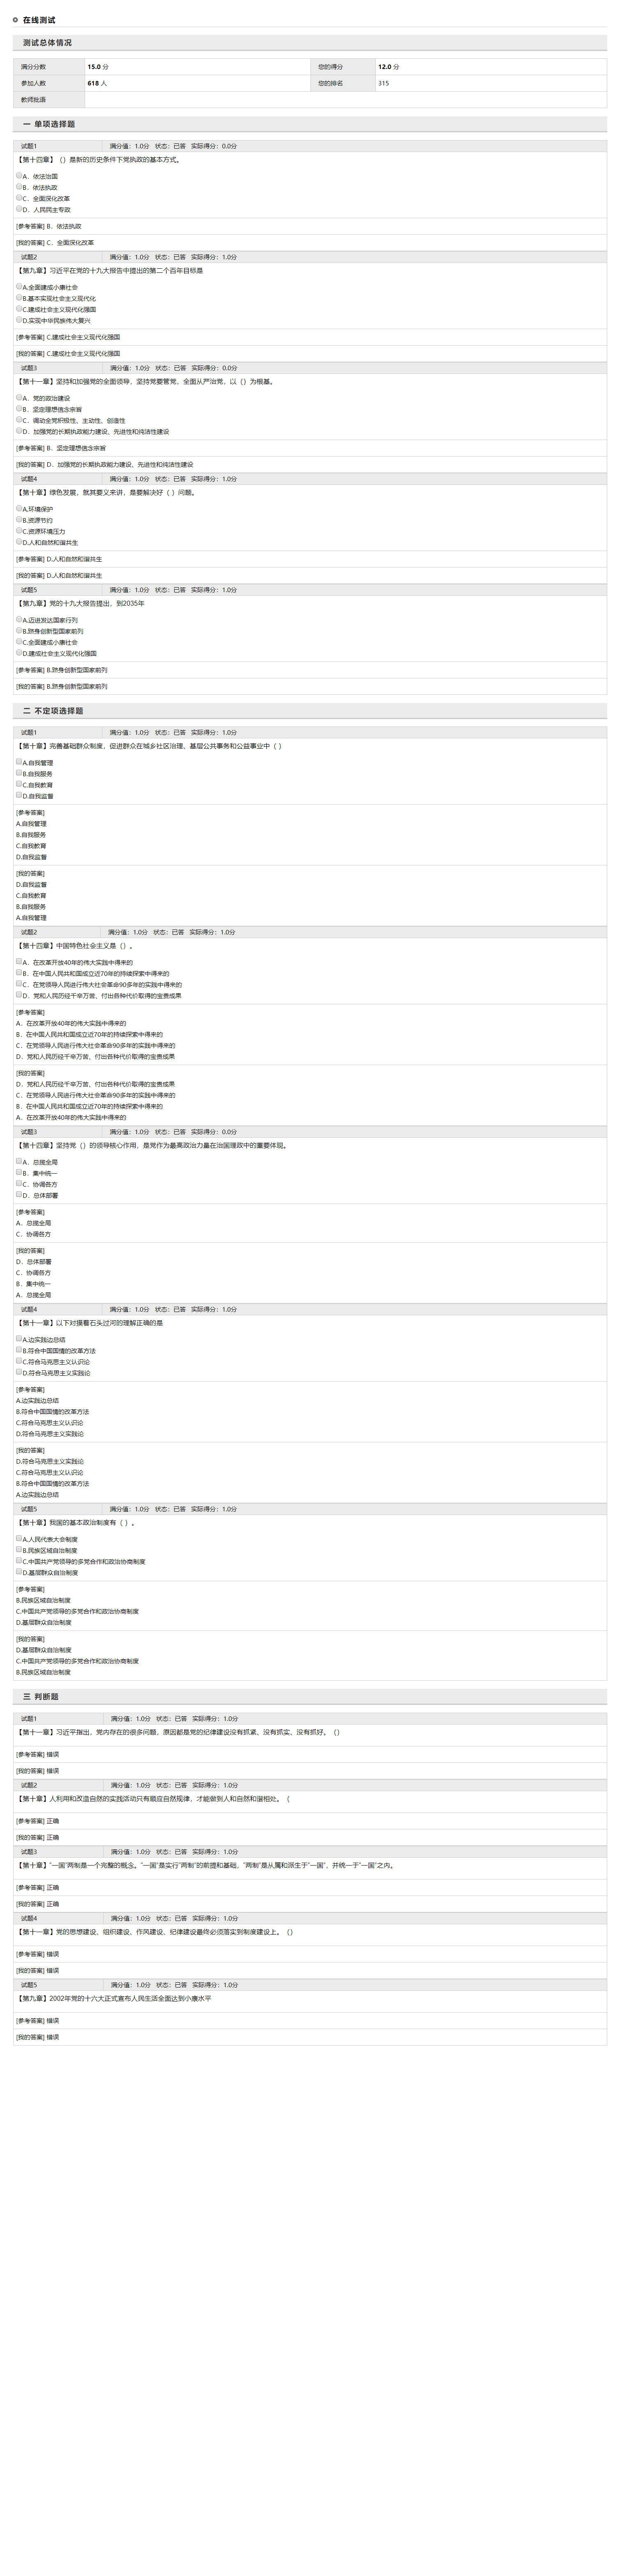 在线测试
测试总体情况
满分分数 15.0 分 您的得分 12.0 分
参加人数 618 人 您的排名 315
教师批语
一 单项选择题
试题1 满分值：1.0分 状态：已答 实际得分：0.0分
【第十四章】（）是新的历史条件下党执政的基本方式。
A．依法治国
B．依法执政
C．全面深化改革
D．人民民主专政
[参考答案] B．依法执政
[我的答案] C．全面深化改革
试题2 满分值：1.0分 状态：已答 实际得分：1.0分
【第九章】习近平在党的十九大报告中提出的第二个百年目标是
A.全面建成小康社会
B.基本实现社会主义现代化
C.建成社会主义现代化强国
D.实现中华民族伟大复兴
[参考答案] C.建成社会主义现代化强国
[我的答案] C.建成社会主义现代化强国
试题3 满分值：1.0分 状态：已答 实际得分：0.0分
【第十一章】坚持和加强党的全面领导，坚持党要管党，全面从严治党，以（）为根基。
A．党的政治建设
B．坚定理想信念宗旨
C．调动全党积极性、主动性、创造性
D．加强党的长期执政能力建设、先进性和纯洁性建设
[参考答案] B．坚定理想信念宗旨
[我的答案] D．加强党的长期执政能力建设、先进性和纯洁性建设
试题4 满分值：1.0分 状态：已答 实际得分：1.0分
【第十章】绿色发展，就其要义来讲，是要解决好（ ）问题。
A.环境保护
B.资源节约
C.资源环境压力
D.人和自然和谐共生
[参考答案] D.人和自然和谐共生
[我的答案] D.人和自然和谐共生
试题5 满分值：1.0分 状态：已答 实际得分：1.0分
【第九章】党的十九大报告提出，到2035年
A.迈进发达国家行列
B.跻身创新型国家前列
C.全面建成小康社会
D.建成社会主义现代化强国
[参考答案] B.跻身创新型国家前列
[我的答案] B.跻身创新型国家前列
二 不定项选择题
试题1 满分值：1.0分 状态：已答 实际得分：1.0分
【第十章】完善基础群众制度，促进群众在城乡社区治理、基层公共事务和公益事业中（ ）
A.自我管理
B.自我服务
C.自我教育
D.自我监督
[参考答案]
A.自我管理
B.自我服务
C.自我教育
D.自我监督
[我的答案]
D.自我监督
C.自我教育
B.自我服务
A.自我管理
试题2 满分值：1.0分 状态：已答 实际得分：1.0分
【第十四章】中国特色社会主义是（）。
A．在改革开放40年的伟大实践中得来的
B．在中国人民共和国成立近70年的持续探索中得来的
C．在党领导人民进行伟大社会革命90多年的实践中得来的
D．党和人民历经千辛万苦、付出各种代价取得的宝贵成果
[参考答案]
A．在改革开放40年的伟大实践中得来的
B．在中国人民共和国成立近70年的持续探索中得来的
C．在党领导人民进行伟大社会革命90多年的实践中得来的
D．党和人民历经千辛万苦、付出各种代价取得的宝贵成果
[我的答案]
D．党和人民历经千辛万苦、付出各种代价取得的宝贵成果
C．在党领导人民进行伟大社会革命90多年的实践中得来的
B．在中国人民共和国成立近70年的持续探索中得来的
A．在改革开放40年的伟大实践中得来的
试题3 满分值：1.0分 状态：已答 实际得分：0.0分
【第十四章】坚持党（）的领导核心作用，是党作为最高政治力量在治国理政中的重要体现。
A．总揽全局
B．集中统一
C．协调各方
D．总体部署
[参考答案]
A．总揽全局
C．协调各方
[我的答案]
D．总体部署
C．协调各方
B．集中统一
A．总揽全局
试题4 满分值：1.0分 状态：已答 实际得分：1.0分
【第十一章】以下对摸着石头过河的理解正确的是
A.边实践边总结
B.符合中国国情的改革方法
C.符合马克思主义认识论
D.符合马克思主义实践论
[参考答案]
A.边实践边总结
B.符合中国国情的改革方法
C.符合马克思主义认识论
D.符合马克思主义实践论
[我的答案]
D.符合马克思主义实践论
C.符合马克思主义认识论
B.符合中国国情的改革方法
A.边实践边总结
试题5 满分值：1.0分 状态：已答 实际得分：1.0分
【第十章】我国的基本政治制度有（ ）。
A.人民代表大会制度
B.民族区域自治制度
C.中国共产党领导的多党合作和政治协商制度
D.基层群众自治制度
[参考答案]
B.民族区域自治制度
C.中国共产党领导的多党合作和政治协商制度
D.基层群众自治制度
[我的答案]
D.基层群众自治制度
C.中国共产党领导的多党合作和政治协商制度
B.民族区域自治制度
三 判断题
试题1 满分值：1.0分 状态：已答 实际得分：1.0分
【第十一章】习近平指出，党内存在的很多问题，原因都是党的纪律建设没有抓紧、没有抓实、没有抓好。（）
[参考答案] 错误
[我的答案] 错误
试题2 满分值：1.0分 状态：已答 实际得分：1.0分
【第十章】人利用和改造自然的实践活动只有顺应自然规律，才能做到人和自然和谐相处。（
[参考答案] 正确
[我的答案] 正确
试题3 满分值：1.0分 状态：已答 实际得分：1.0分
【第十章】“一国”两制是一个完整的概念。“一国”是实行“两制”的前提和基础，“两制”是从属和派生于“一国”，并统一于“一国”之内。
[参考答案] 正确
[我的答案] 正确
试题4 满分值：1.0分 状态：已答 实际得分：1.0分
【第十一章】党的思想建设、组织建设、作风建设、纪律建设最终必须落实到制度建设上。（）
[参考答案] 错误
[我的答案] 错误
试题5 满分值：1.0分 状态：已答 实际得分：1.0分
【第九章】2002年党的十六大正式宣布人民生活全面达到小康水平
[参考答案] 错误
[我的答案] 错误